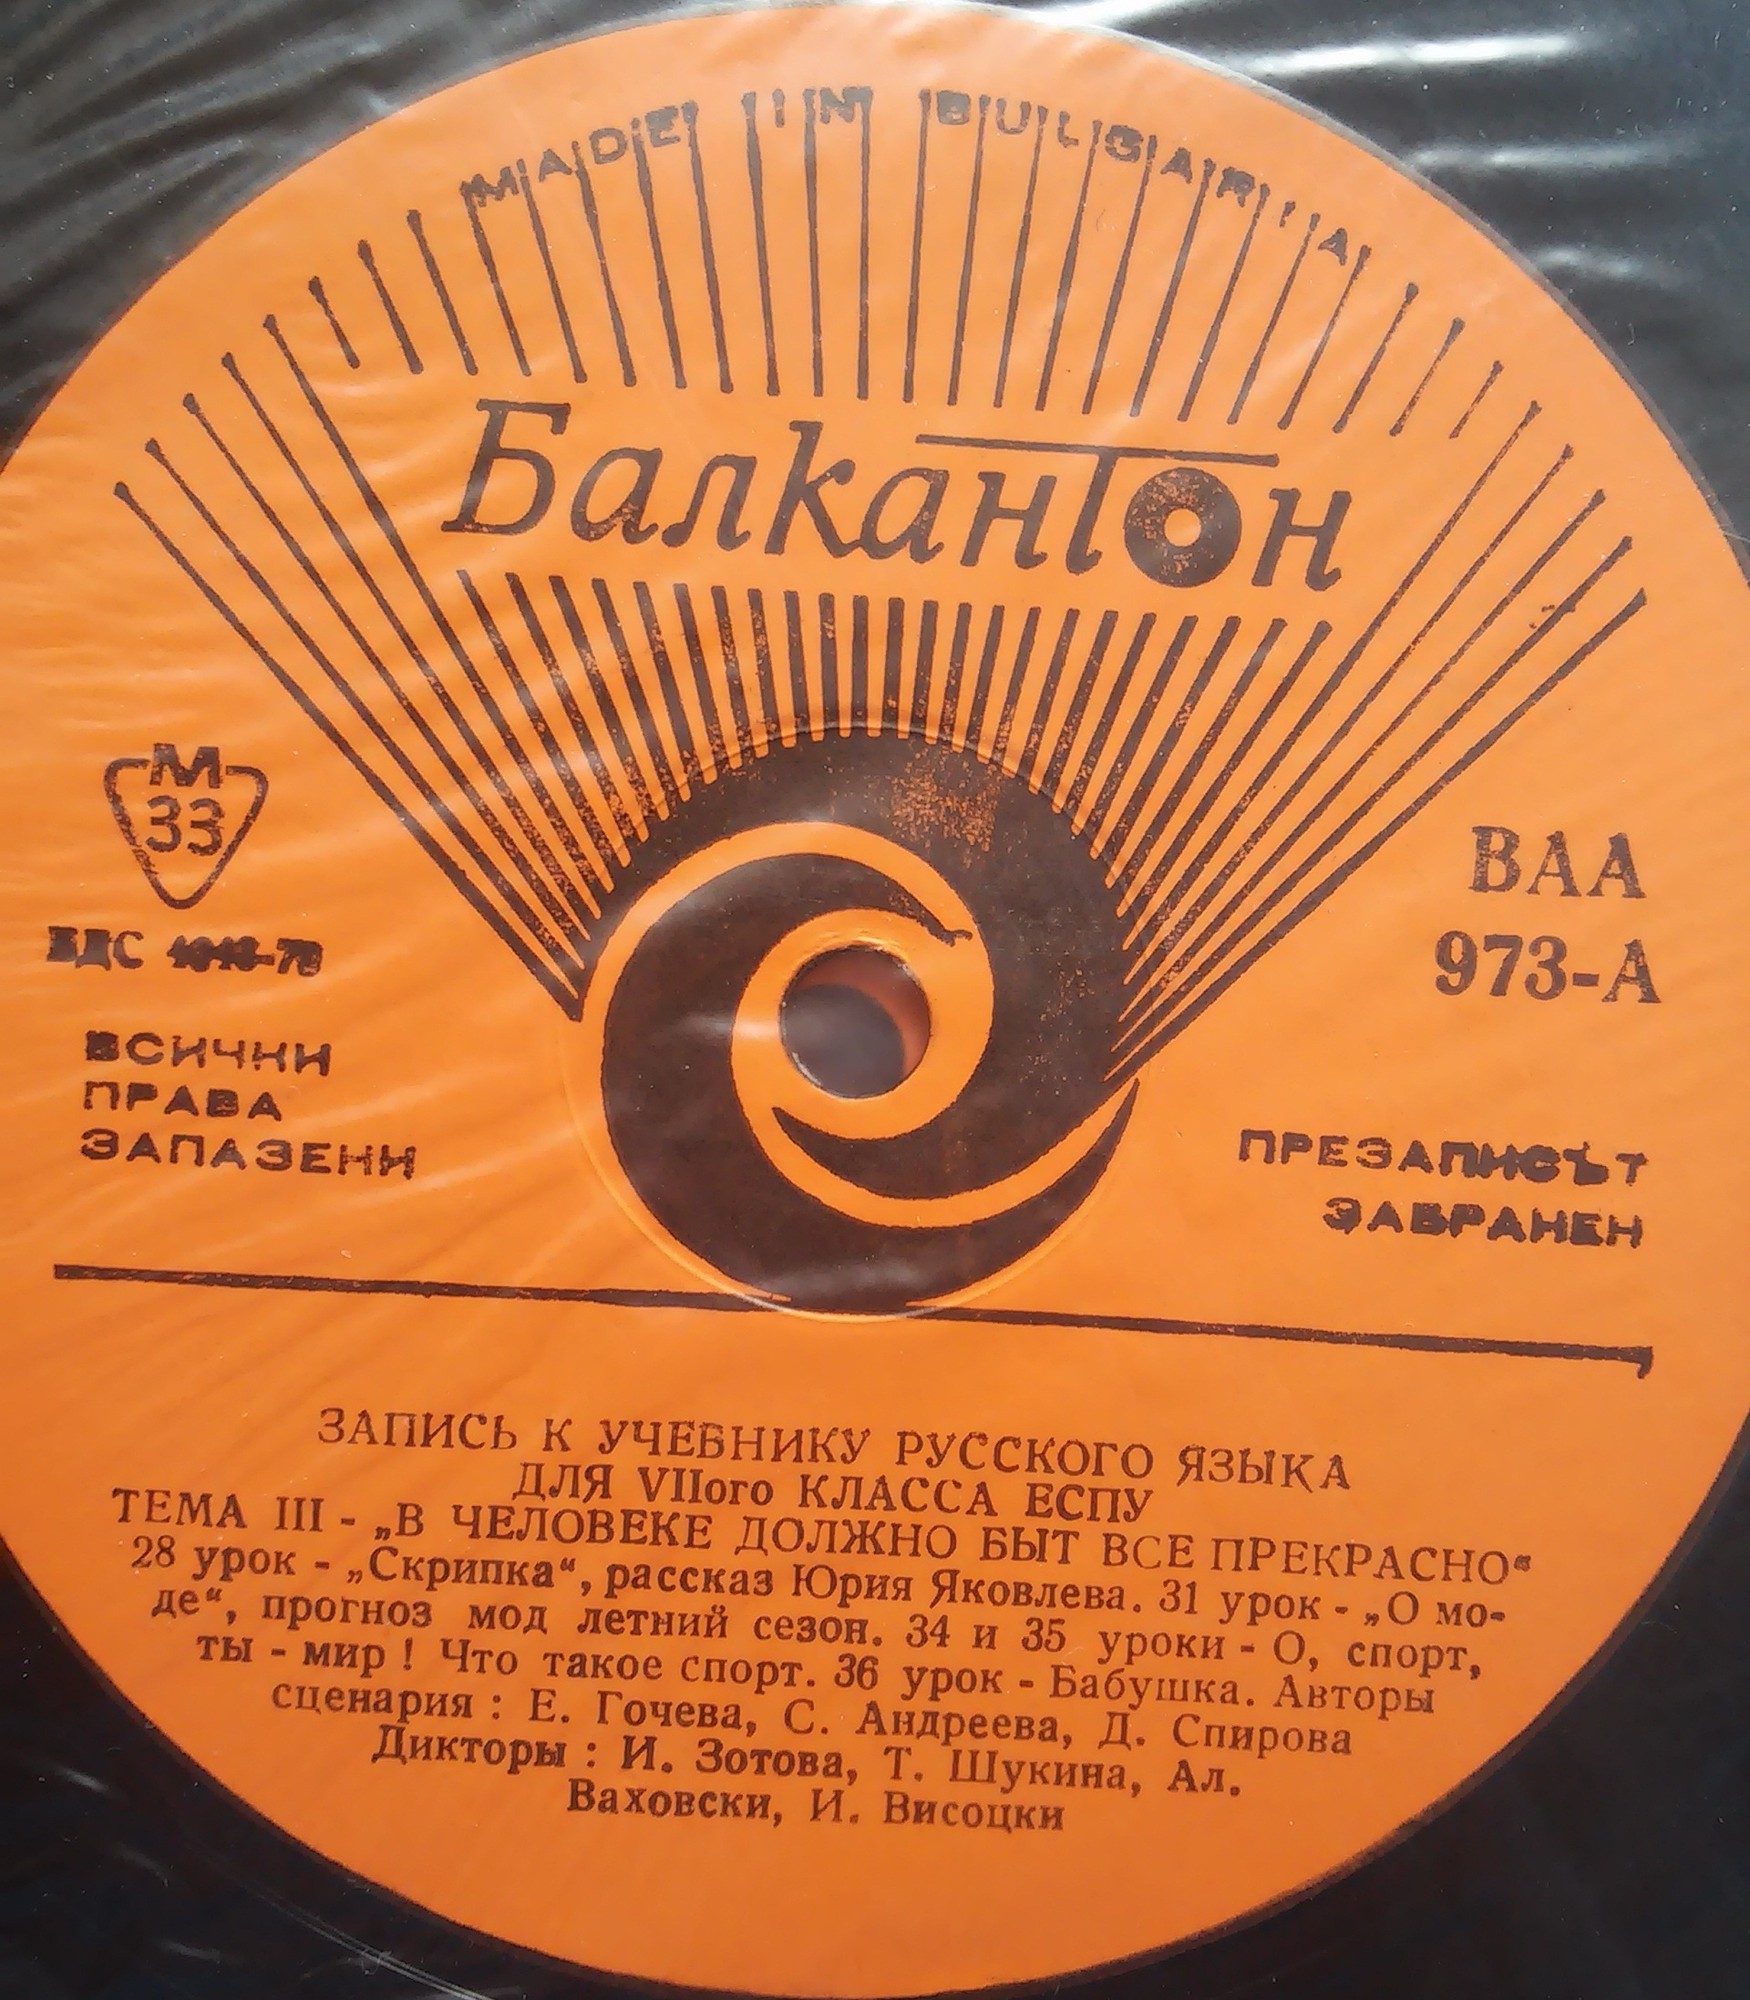 MADE IN BULGARIA
Балкантон
М
33
БДС
ВСИЧКИ
ПРАВА
ЗАПАЗЕНИ
ВАА
973-А
ПРЕЗАПИСЪТ
ЗАБРАНЕН
ЗАПИСЬ К УЧЕБНИКУ РУССКОГО ЯЗЫКА
ДЛЯ VIIого КЛАССА ЕСПУ
ТЕМА III - „В ЧЕЛОВЕКЕ ДОЛЖНО БЫТ ВСЕ ПРЕКРАСНО“
28 урок - „Скрипка“, рассказ Юрия Яковлева. 31 урок - „О мо-
де“, прогноз мод летний сезон. 34 и 35 уроки - О, спорт,
ты - мир ! Что такое спорт. 36 урок - Бабушка. Авторы
сценария : Е. Гочева, С. Андреева, Д. Спирова
Дикторы : И. Зотова, Т. Шукина, Ал.
Ваховски, И. Висоцки